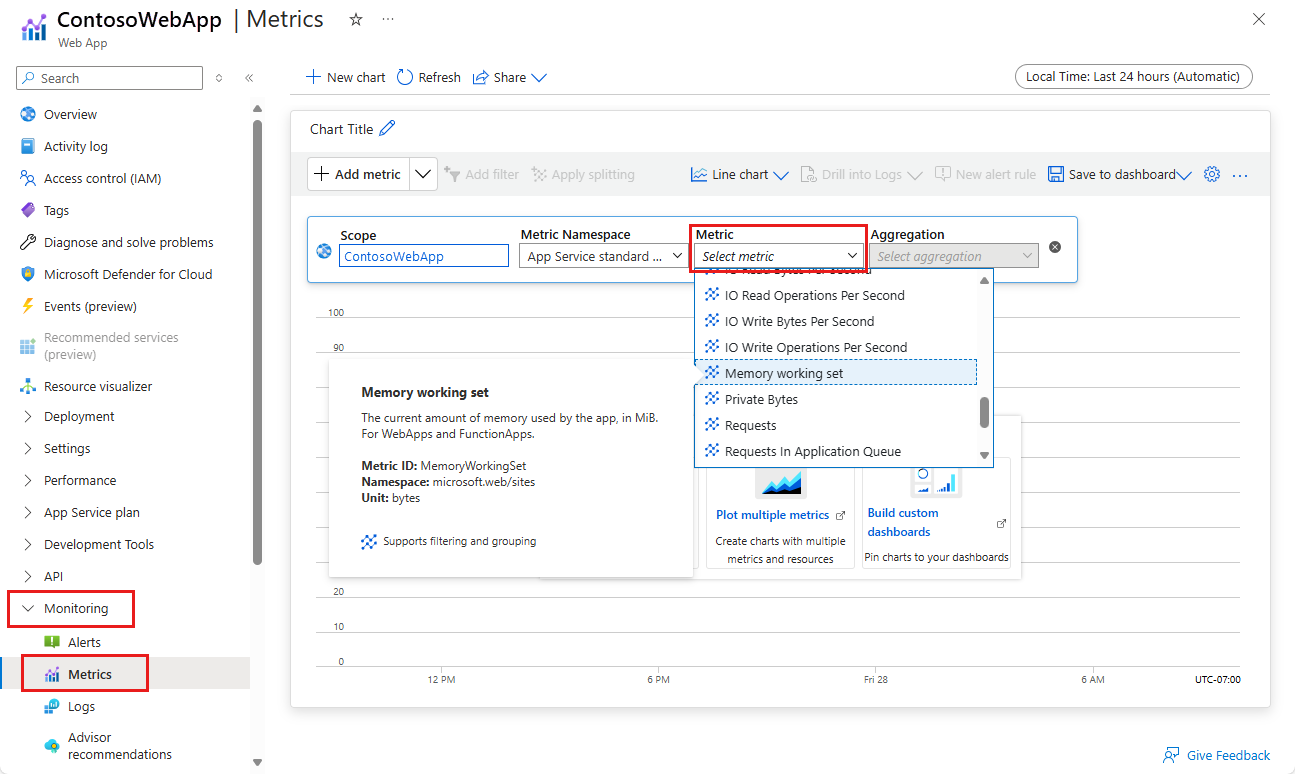 ContosoWebApp | Metrics
Web App
Search
New chart
Refresh
Share
Local Time: Last 24 hours (Automatic)
Overview
Activity log
Access control (IAM)
Tags
Diagnose and solve problems
Microsoft Defender for Cloud
Events (preview)
Recommended services
(preview)
Resource visualizer
Deployment
Settings
Performance
App Service plan
Development Tools
API
Monitoring
Alerts
Metrics
Logs
Advisor
recommendations
Chart Title
Add metric
Add filter
Apply splitting
Line chart
Drill into Logs
New alert rule
Save to dashboard
Scope
ContosoWebApp
Metric Namespace
App Service standard ...
Metric
Select metric
Aggregation
Select aggregation
IO Read Bytes Per Second
IO Read Operations Per Second
IO Write Bytes Per Second
IO Write Operations Per Second
Memory working set
Private Bytes
Requests
Requests In Application Queue
100
90
Memory working set
The current amount of memory used by the app, in MiB.
For WebApps and FunctionApps.
Metric ID: MemoryWorkingSet
Namespace: microsoft.web/sites
Unit: bytes
Supports filtering and grouping
Plot multiple metrics
Create charts with multiple
metrics and resources
Build custom
dashboards
Pin charts to your dashboards
20
10
0
12 PM
6 PM
Fri 28
6 AM
UTC-07:00
Give Feedback